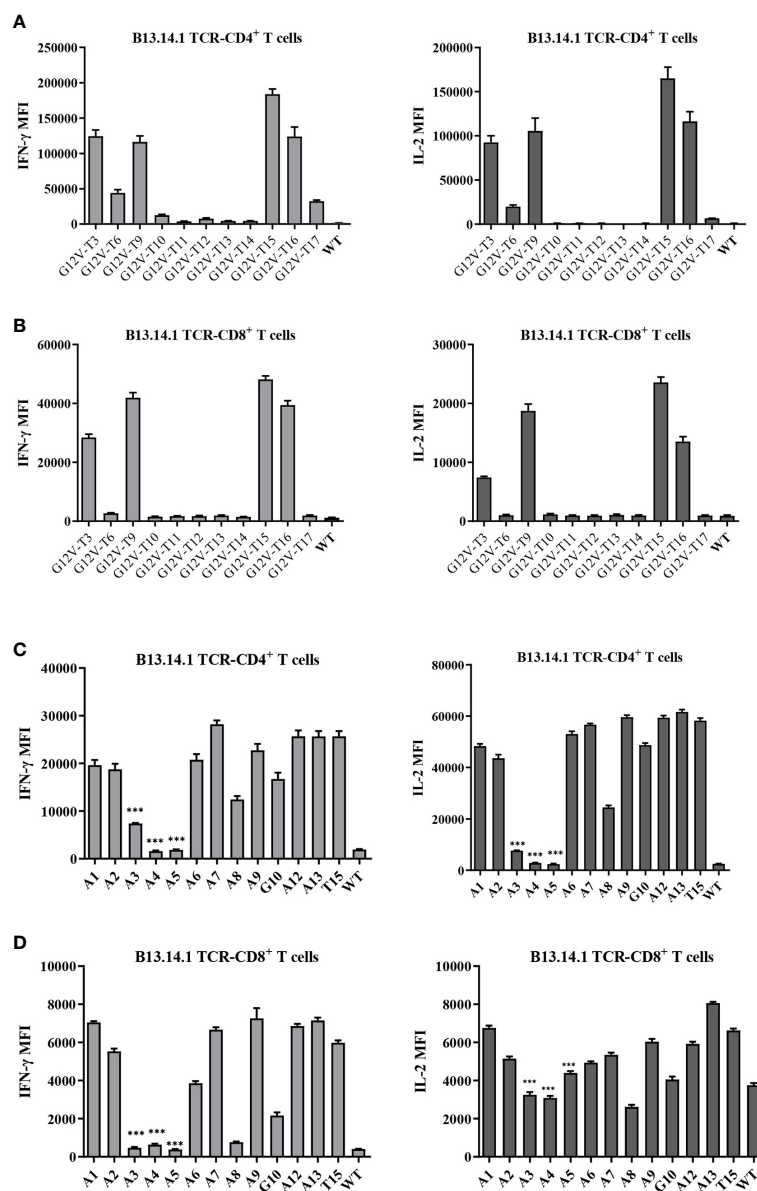 A
B13.14.1 TCR-CD4+ T cells
IFN-γ MFI
250000
200000
150000
100000
50000
0
G12V-T3
G12V-T6
G12V-T9
G12V-T10
G12V-T11
G12V-T12
G12V-T13
G12V-T14
G12V-T15
G12V-T16
G12V-T17
WT
B13.14.1 TCR-CD4+ T cells
IL-2 MFI
200000
150000
100000
50000
0
G12V-T3
G12V-T6
G12V-T9
G12V-T10
G12V-T11
G12V-T12
G12V-T13
G12V-T14
G12V-T15
G12V-T16
G12V-T17
WT
B
B13.14.1 TCR-CD8+ T cells
IFN-γ MFI
60000
40000
20000
0
G12V-T3
G12V-T6
G12V-T9
G12V-T10
G12V-T11
G12V-T12
G12V-T13
G12V-T14
G12V-T15
G12V-T16
G12V-T17
WT
B13.14.1 TCR-CD8+ T cells
IL-2 MFI
30000
20000
10000
0
G12V-T3
G12V-T6
G12V-T9
G12V-T10
G12V-T11
G12V-T12
G12V-T13
G12V-T14
G12V-T15
G12V-T16
G12V-T17
WT
C
B13.14.1 TCR-CD4+ T cells
IFN-γ MFI
40000
30000
20000
10000
0
*** *** ***
A1
A2
A3
A4
A5
A6
A7
A8
A9
G10
A12
A13
T15
WT
B13.14.1 TCR-CD4+ T cells
IL-2 MFI
80000
60000
40000
20000
0
*** *** ***
A1
A2
A3
A4
A5
A6
A7
A8
A9
G10
A12
A13
T15
WT
D
B13.14.1 TCR-CD8+ T cells
IFN-γ MFI
10000
8000
6000
4000
2000
0
*** *** ***
A1
A2
A3
A4
A5
A6
A7
A8
A9
G10
A12
A13
T15
WT
B13.14.1 TCR-CD8+ T cells
IL-2 MFI
10000
8000
6000
4000
2000
0
*** *** ***
A1
A2
A3
A4
A5
A6
A7
A8
A9
G10
A12
A13
T15
WT